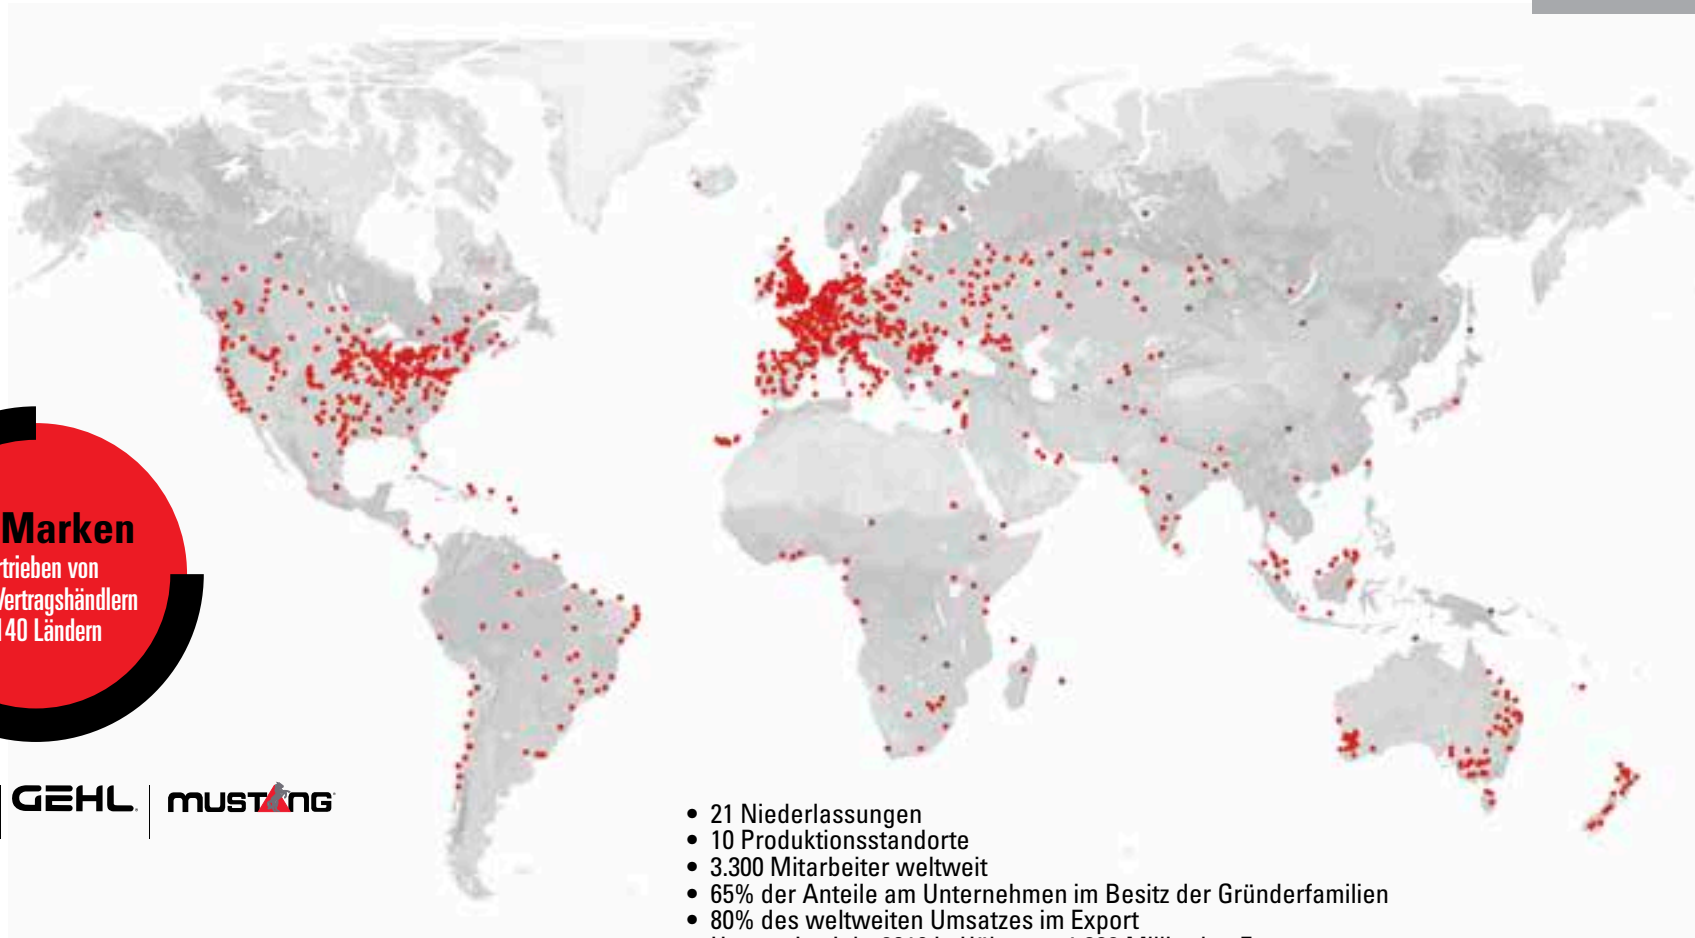 Marken
trieben von
Vertragshändlern
140 Ländern
GEHL
mustang
• 21 Niederlassungen
• 10 Produktionsstandorte
• 3.300 Mitarbeiter weltweit
• 65% der Anteile am Unternehmen im Besitz der Gründerfamilien
• 80% des weltweiten Umsatzes im Export